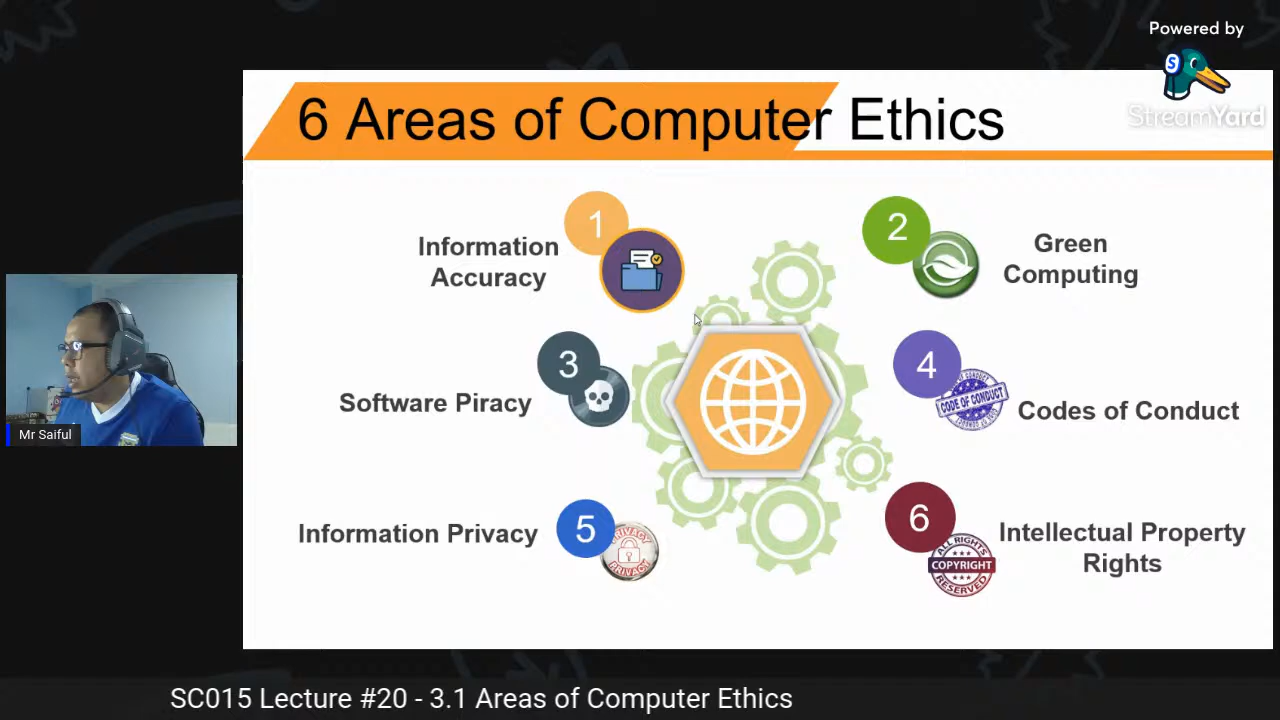 Powered by
S
StreamYard
6 Areas of Computer Ethics
1
Information
Accuracy
2
Green
Computing
3
Software Piracy
4
CODE OF CONDUCT
Codes of Conduct
Information Privacy
5
PRIVACY
PRIVACY
6
ALL RIGHTS
COPYRIGHT
RESERVED
Intellectual Property
Rights
Mr Saiful
SC015 Lecture #20 - 3.1 Areas of Computer Ethics